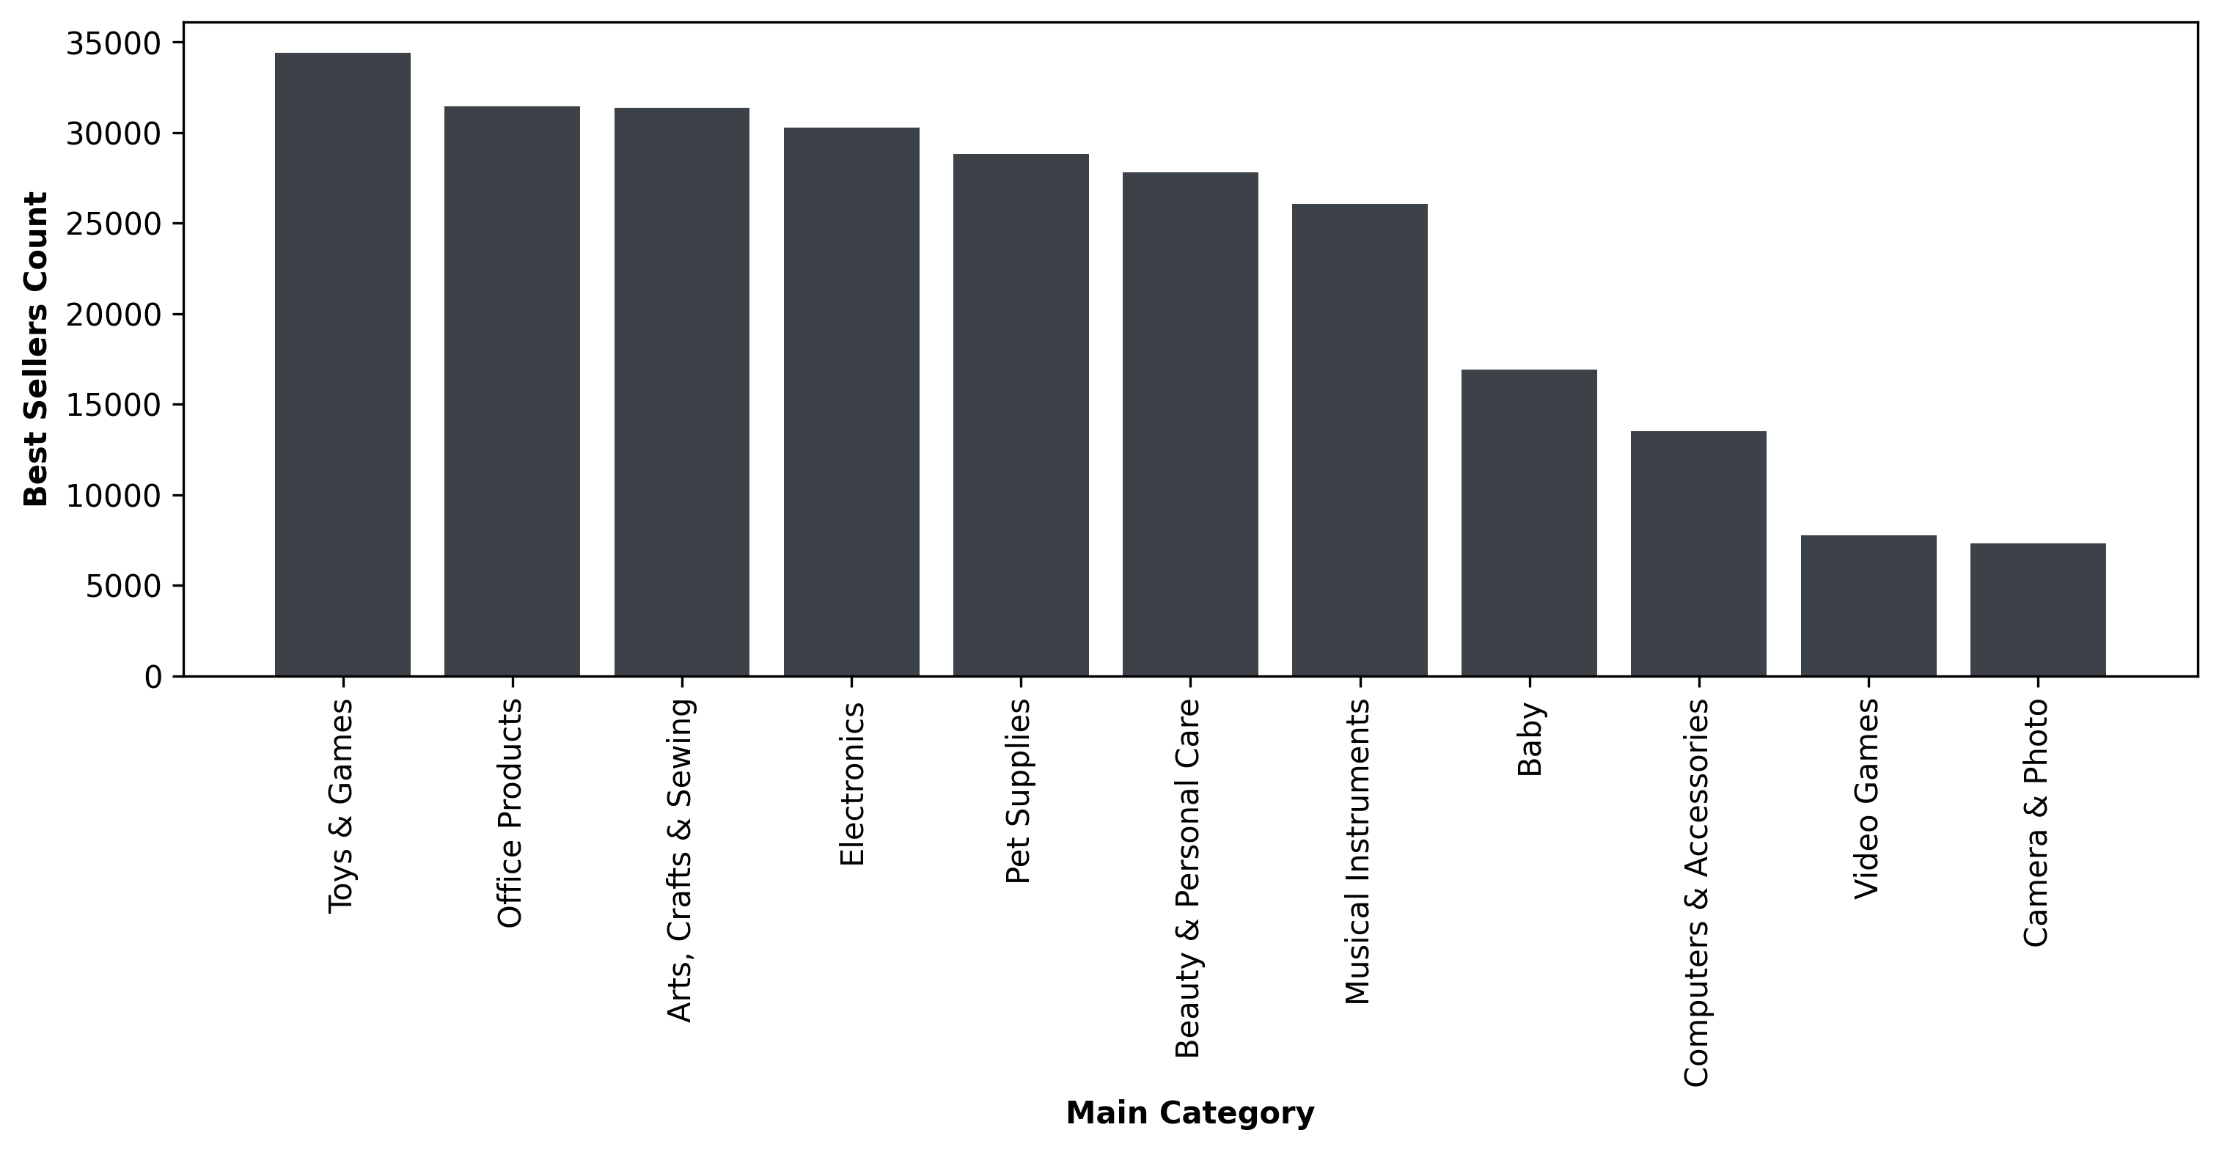 Best Sellers Count
35000
30000
25000
20000
15000
10000
5000
0
Toys & Games
Office Products
Arts, Crafts & Sewing
Electronics
Pet Supplies
Beauty & Personal Care
Musical Instruments
Baby
Computers & Accessories
Video Games
Camera & Photo
Main Category